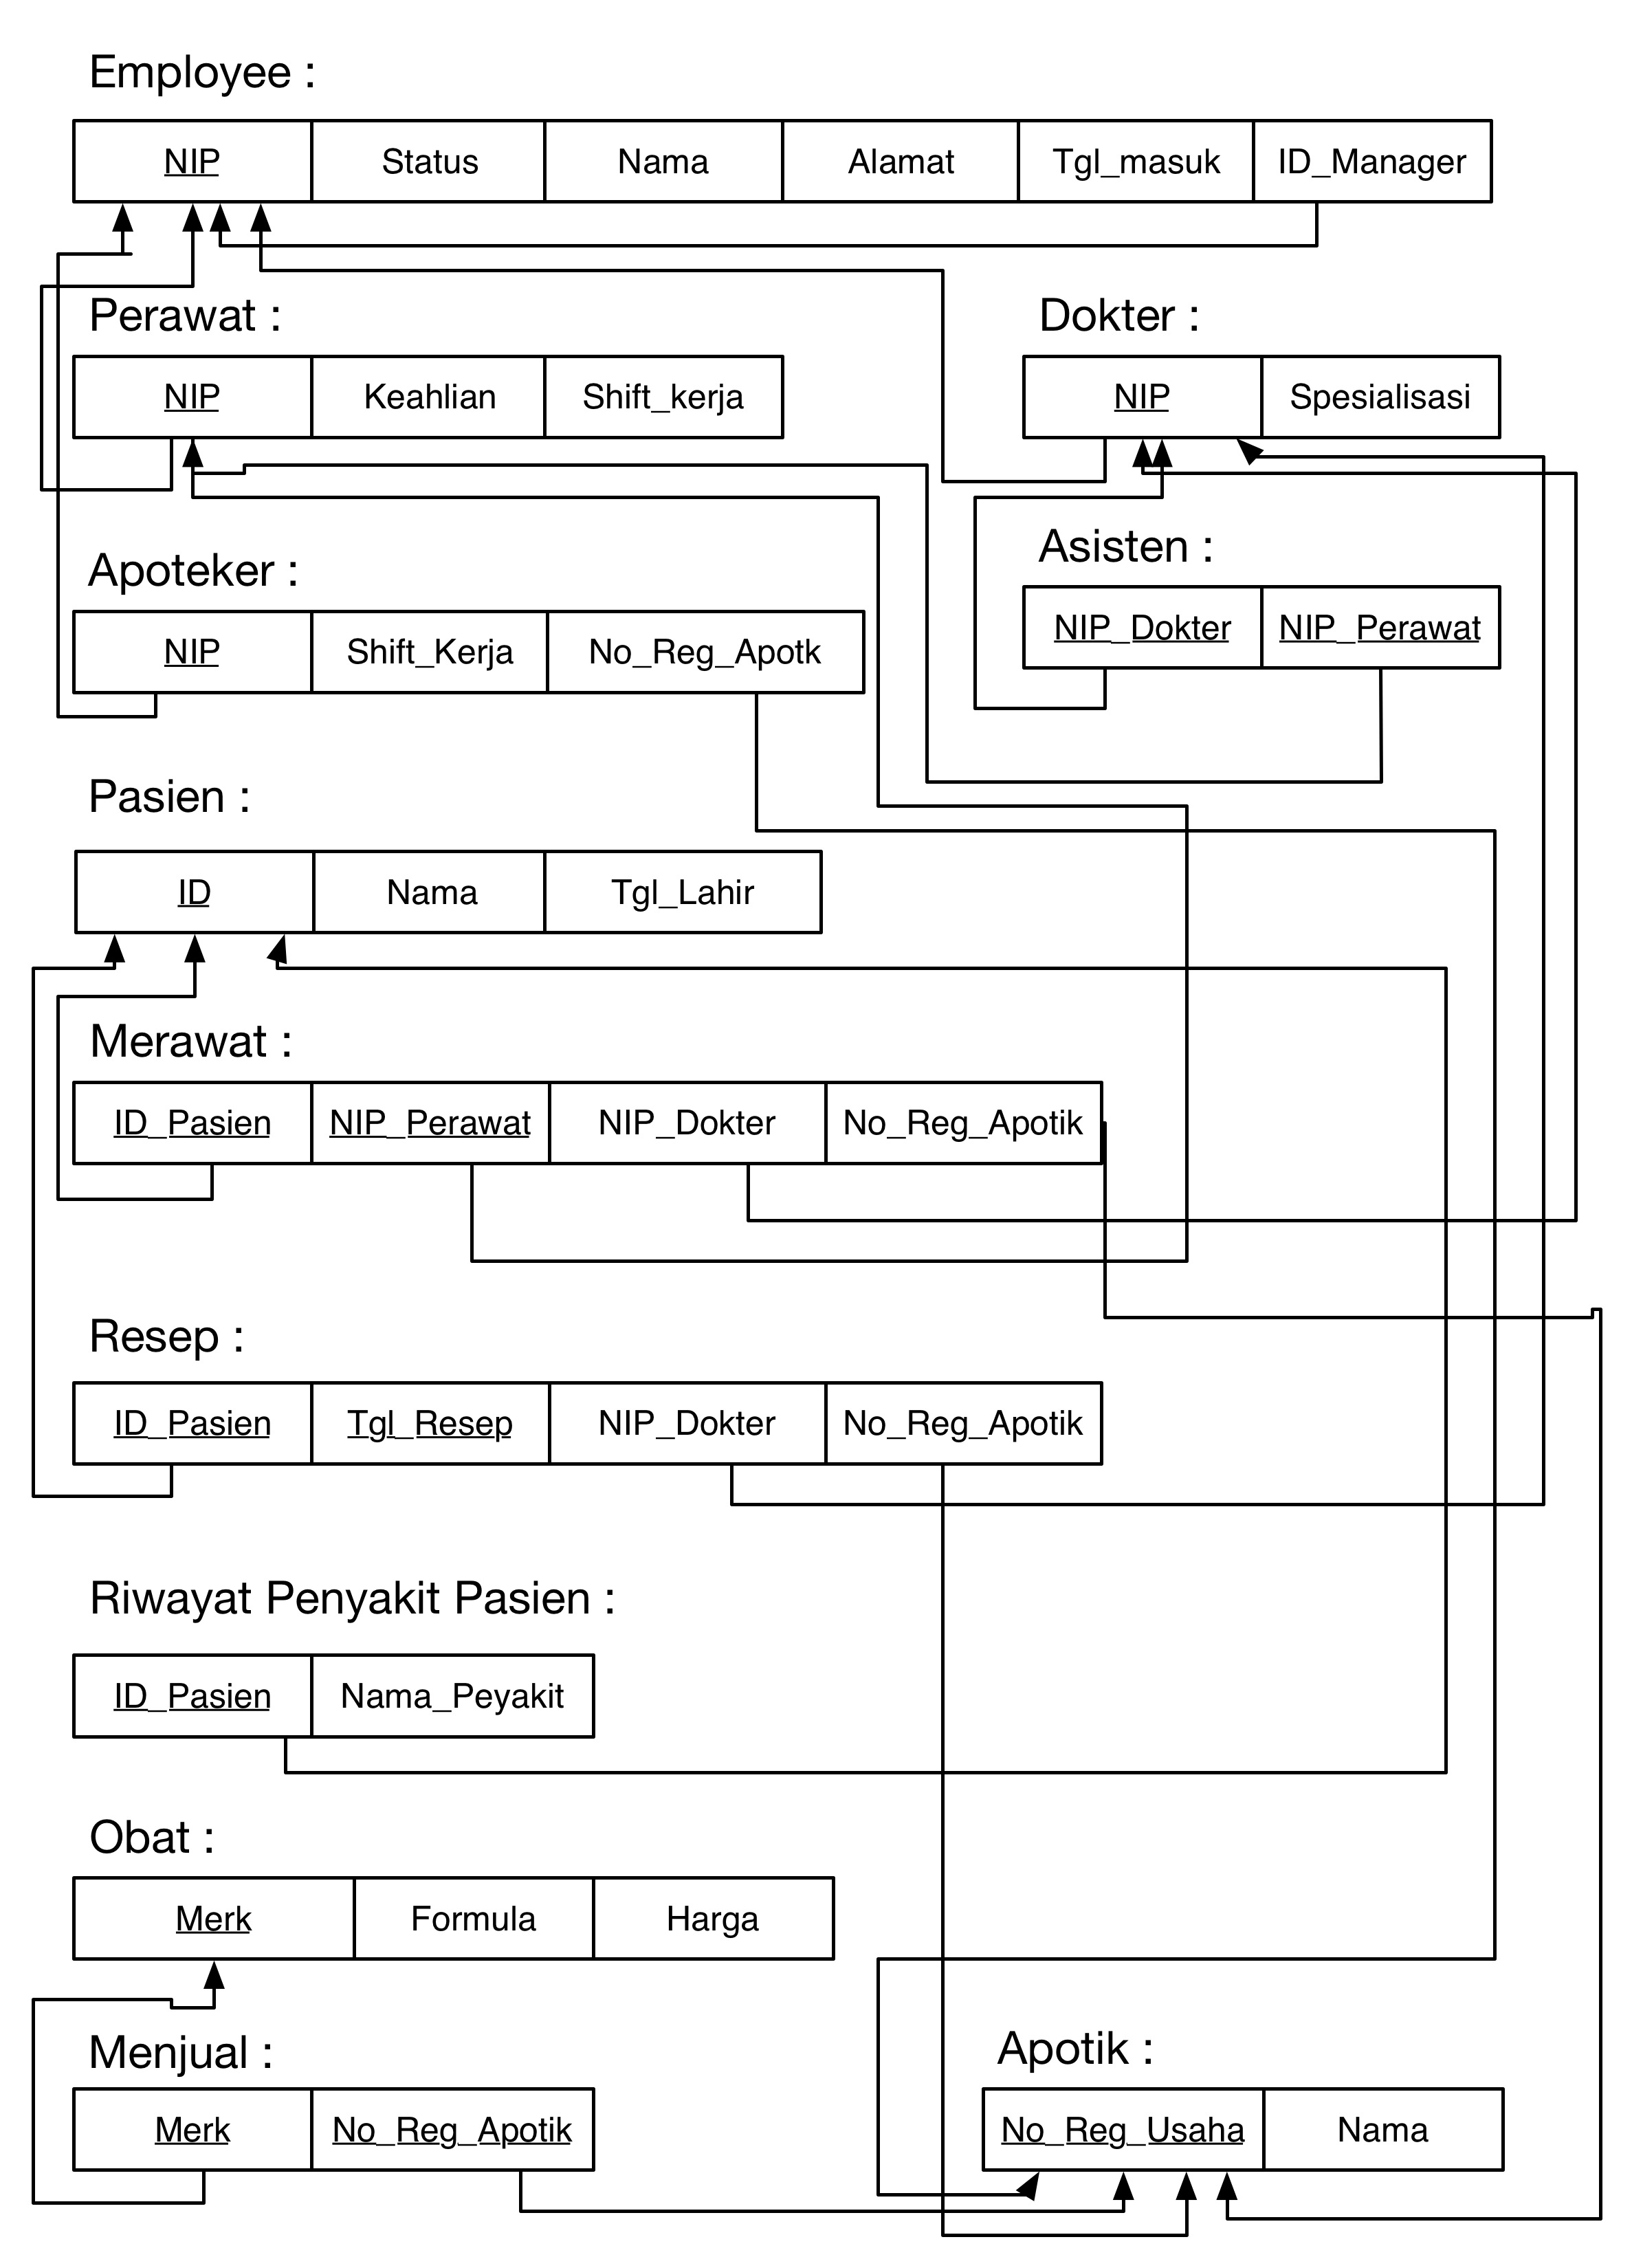 Employee :
NIP Status Nama Alamat Tgl_masuk ID_Manager
Perawat : Dokter :
NIP Keahlian Shift_kerja NIP Spesialisasi
Asisten :
Apoteker :
NIP_Dokter NIP_Perawat
NIP Shift_Kerja No_Reg_Apotk
Pasien :
ID Nama Tgl_Lahir
Merawat :
ID_Pasien NIP_Perawat NIP_Dokter No_Reg_Apotik
Resep :
ID_Pasien Tgl_Resep NIP_Dokter No_Reg_Apotik
Riwayat Penyakit Pasien :
ID_Pasien Nama_Peyakit
Obat :
Merk Formula Harga
Menjual : Apotik :
Merk No_Reg_Apotik No_Reg_Usaha Nama